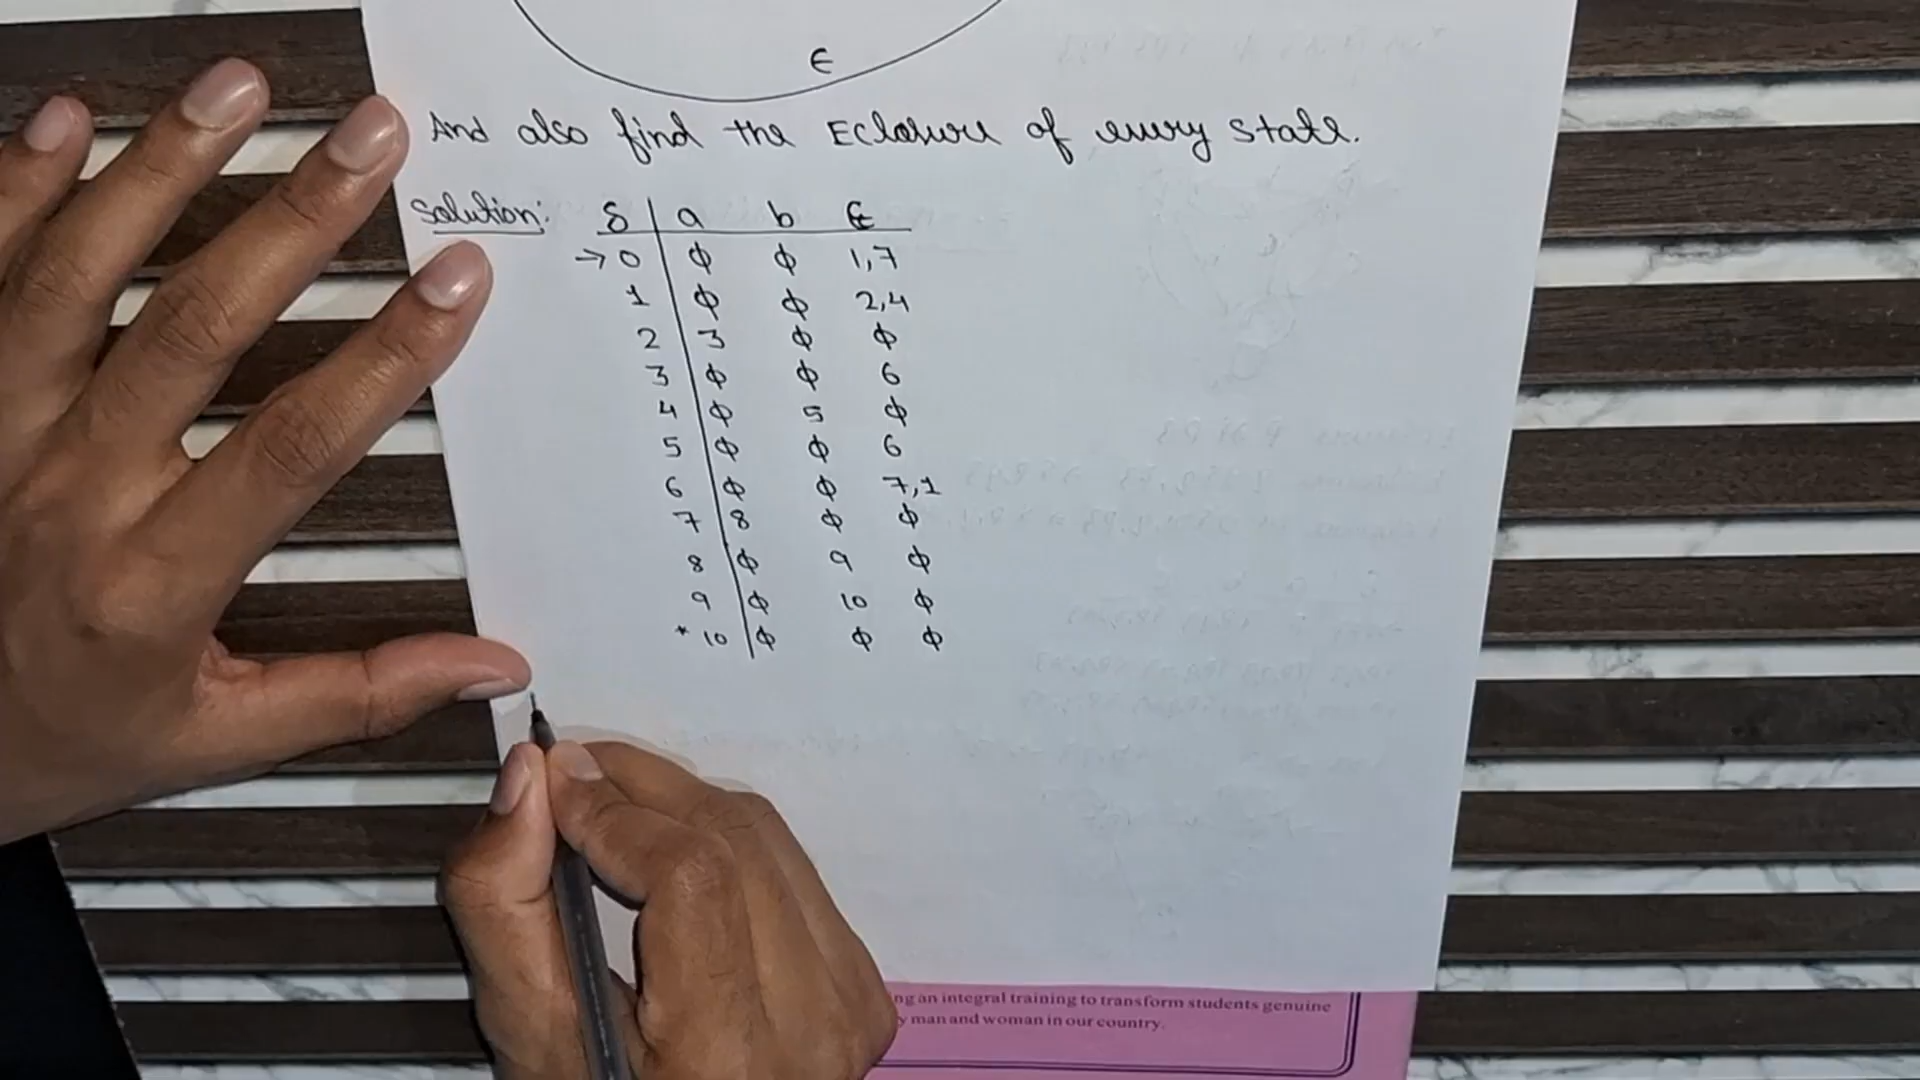 ϵ
And also find the Eclosure of every state.
Solution:
δ a b ϵ
→ 0 ϕ ϕ 1,7
1 ϕ ϕ 2,4
2 3 ϕ ϕ
3 ϕ ϕ 6
4 ϕ 5 ϕ
5 ϕ ϕ 6
6 ϕ ϕ 7,1
7 8 ϕ ϕ
8 ϕ 9 ϕ
9 ϕ 10 ϕ
* 10 ϕ ϕ ϕ
an integral training to transform students genuine
man and woman in our country.